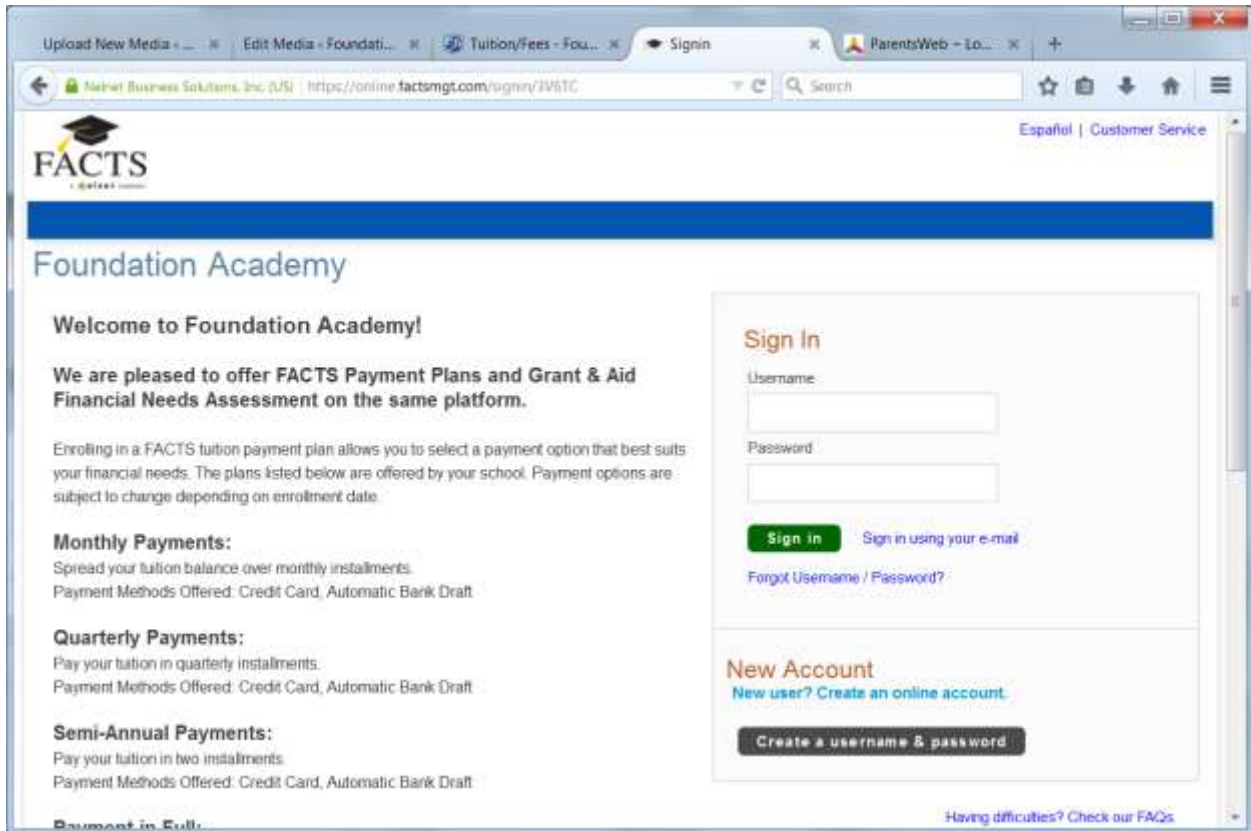 Upload New Media ‹ ...
Edit Media ‹ Foundati...
Tuition/Fees - Fou...
Signin
ParentsWeb – Lo...
Nelnet Business Solutions, Inc. (US)
https://online.factsmgt.com/signin/3V6TC
Search
Español | Customer Service
FACTS
a Nelnet company
Foundation Academy
Welcome to Foundation Academy!
We are pleased to offer FACTS Payment Plans and Grant & Aid
Financial Needs Assessment on the same platform.
Enrolling in a FACTS tuition payment plan allows you to select a payment option that best suits
your financial needs. The plans listed below are offered by your school. Payment options are
subject to change depending on enrollment date.
Monthly Payments:
Spread your tuition balance over monthly installments.
Payment Methods Offered: Credit Card, Automatic Bank Draft
Quarterly Payments:
Pay your tuition in quarterly installments.
Payment Methods Offered: Credit Card, Automatic Bank Draft
Semi-Annual Payments:
Pay your tuition in two installments.
Payment Methods Offered: Credit Card, Automatic Bank Draft
Payment in Full:
Sign In
Username
Password
Sign in
Sign in using your e-mail
Forgot Username / Password?
New Account
New user? Create an online account.
Create a username & password
Having difficulties? Check our FAQs